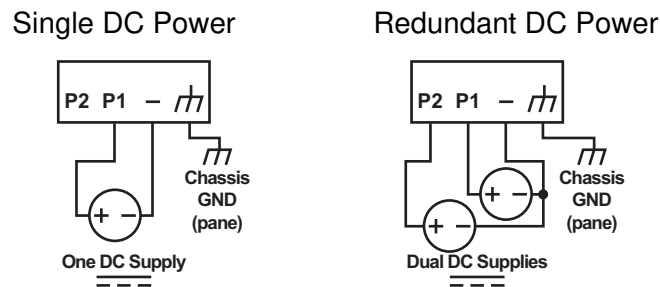 Single DC Power
Redundant DC Power
P2 P1 –
P2 P1 –
Chassis
GND
(pane)
Chassis
GND
(pane)
+ –
+ –
+ –
One DC Supply
Dual DC Supplies